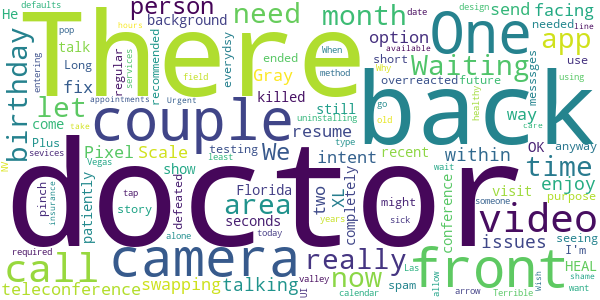 defaults hours pop He background person need month send facing
There One option needed line design available
entering services talk recommended everydsy Gray When method
birthday Long appointments Urgent field Why date Waiting app
regular ended killed short using messsges
fix let couple We overreacted future go old back
come still type uninstalling healthy care
Plus resume way
Pixel Scale testing intent recent within OK anyway use time
NV sevices take
doctor video
show Vegas least
patiently insurance pinch tap story Florida area two XL might completely conference visit enjoy purpose
seconds wait someone seeing issues
camera really front
call defeated years sick I'm HEAL
required alone today now spam Las allow Wish shame
teleconference swapping talking UI valley calendar Terrible arrow want